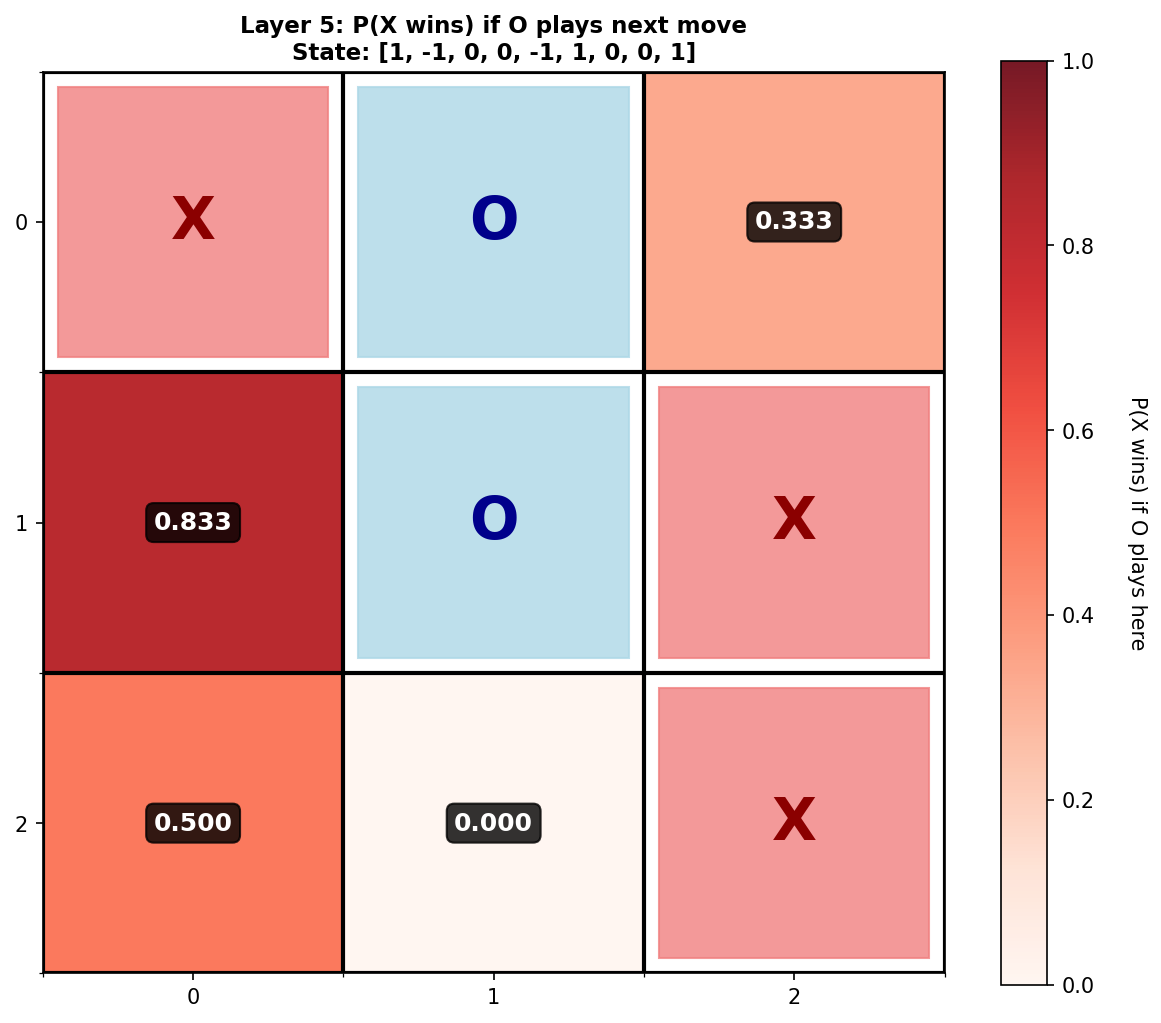 Layer 5: P(X wins) if O plays next move
State: [1, -1, 0, 0, -1, 1, 0, 0, 1]
X
O
0.333
0.833
O
X
0.500
0.000
X
0
1
2
0
1
2
1.0
0.8
0.6
0.4
0.2
0.0
P(X wins) if O plays here